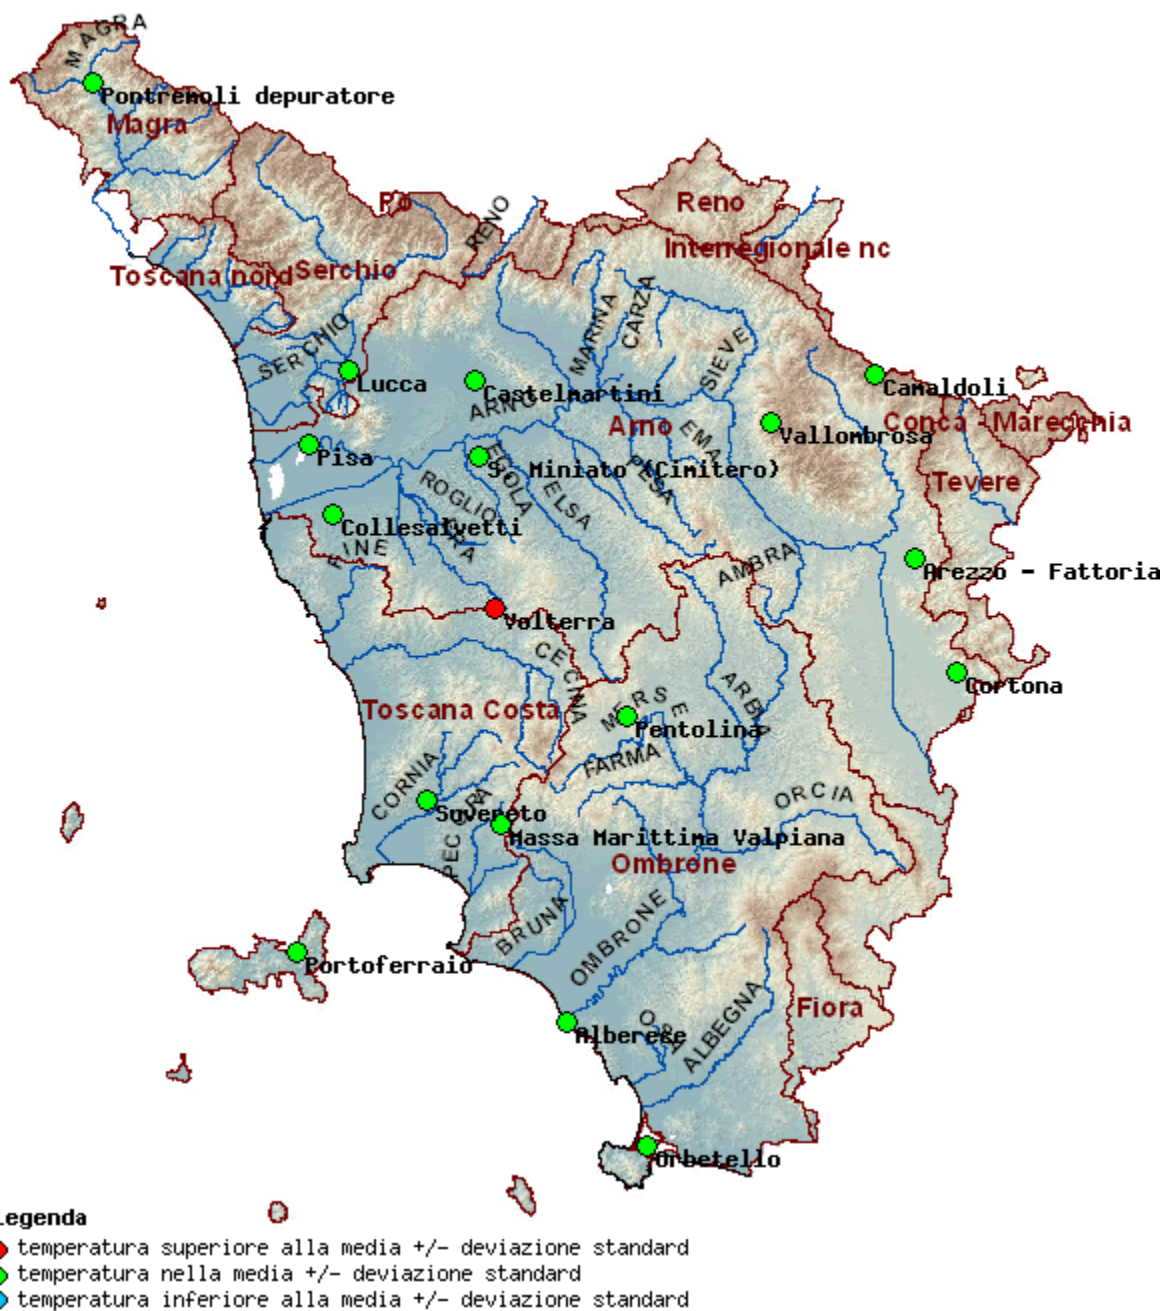 MAGRA
Pontremoli depuratore
Magra
Po
RENO
Reno
Interregionale nc
Toscana nord
Serchio
SERCHIO
MARINA
CARZA
SIEVE
Lucca
Castelmartini
Camaldoli
ARNO
Arno
EMA
Vallombrosa
Conca - Marecchia
Pisa
S. Miniato (Cimitero)
EGOLA
ELSA
PESA
Tevere
ROGLIO
ERA
Collesalvetti
FINE
AMBRA
Arezzo - Fattoria
Volterra
CECINA
Cortona
Toscana Costa
MERSE
ARBIA
Pentolina
FARMA
CORNIA
ORCIA
Suvereto
PECORA
Massa Marittima Valpiana
Ombrone
BRUNA
OMBRONE
Portoferraio
Fiora
Alberese
OSA
ALBEGNA
Orbetello
Legenda
temperatura superiore alla media +/- deviazione standard
temperatura nella media +/- deviazione standard
temperatura inferiore alla media +/- deviazione standard